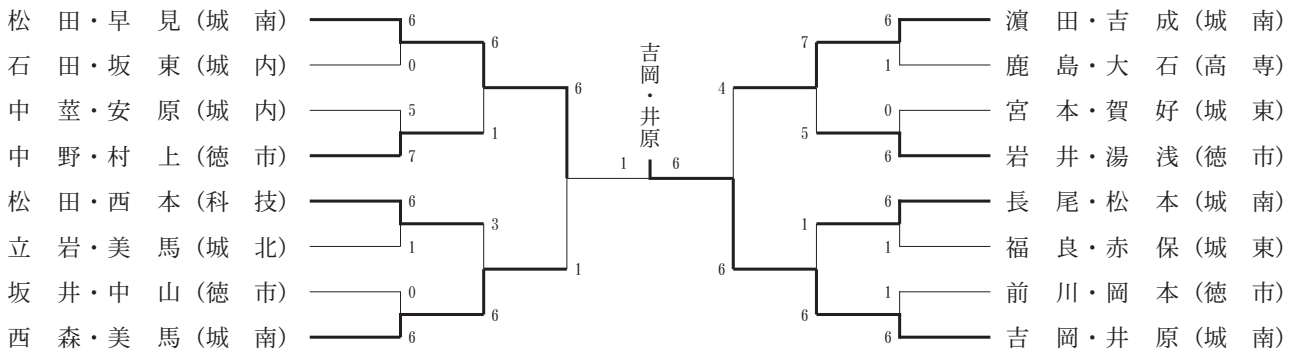 松　田・早　見（城　南）
6
石　田・坂　東（城　内）
0
中　莖・安　原（城　内）
5
中　野・村　上（徳　市）
7
松　田・西　本（科　技）
6
立　岩・美　馬（城　北）
1
坂　井・中　山（徳　市）
0
西　森・美　馬（城　南）
6
6
1
3
6
6
1
吉岡・井原
1
6
4
6
7
5
1
6
6
濵　田・吉　成（城　南）
1
鹿　島・大　石（高　専）
0
宮　本・賀　好（城　東）
6
岩　井・湯　浅（徳　市）
6
長　尾・松　本（城　南）
1
福　良・赤　保（城　東）
1
前　川・岡　本（徳　市）
6
吉　岡・井　原（城　南）